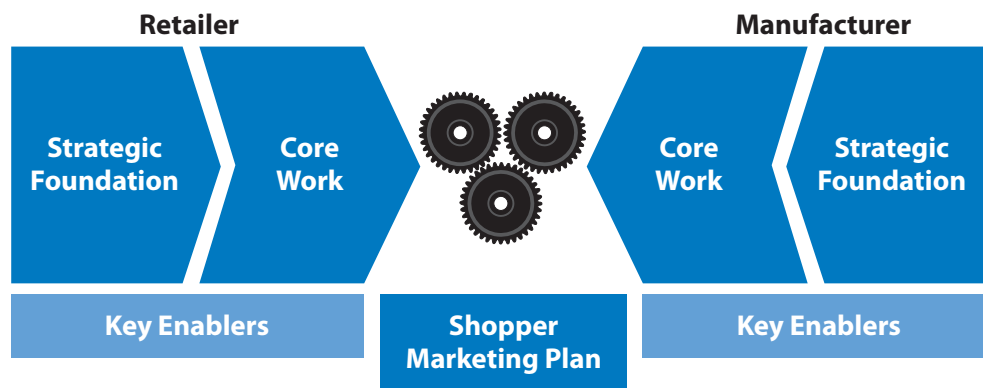 Retailer
Manufacturer
Strategic
Foundation
Core
Work
Core
Work
Strategic
Foundation
Key Enablers
Shopper
Marketing Plan
Key Enablers